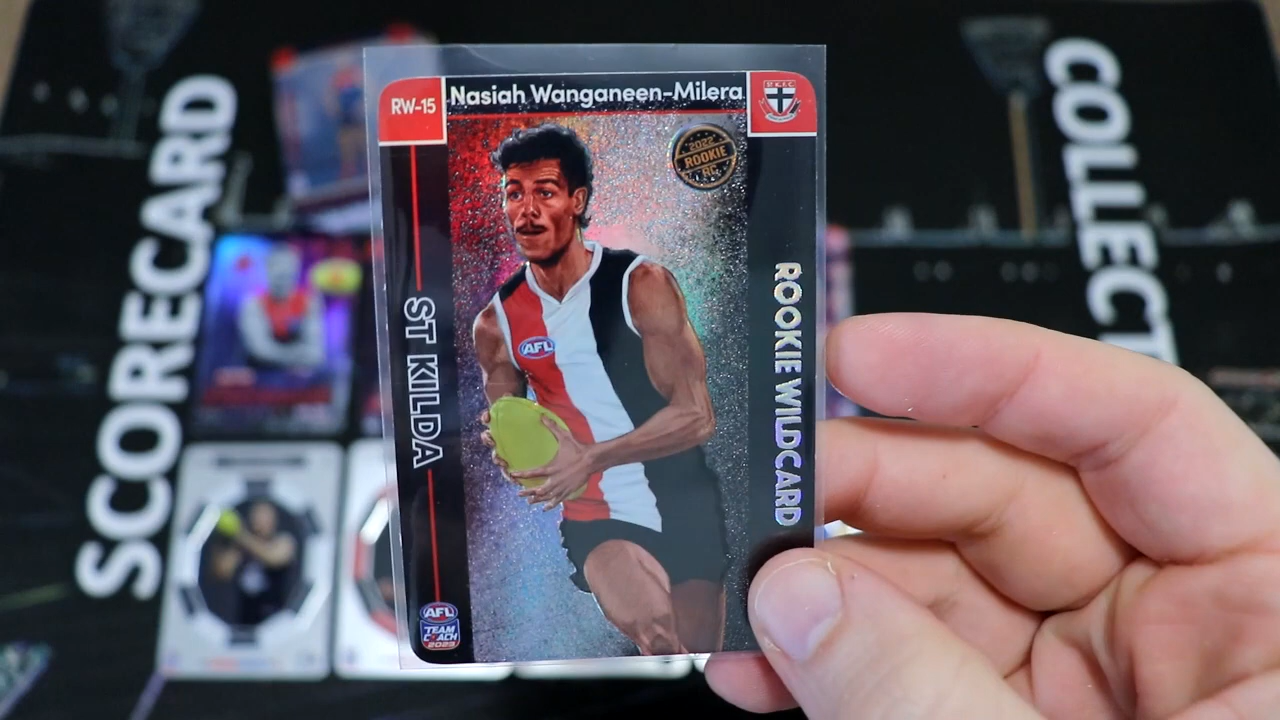 SCORECARD
COLLECT
RW-15
Nasiah Wanganeen-Milera
ST.K.F.C.
2022
ROOKIE
RC
ST KILDA
ROOKIE WILDCARD
AFL
AFL
TEAM
COACH
2023